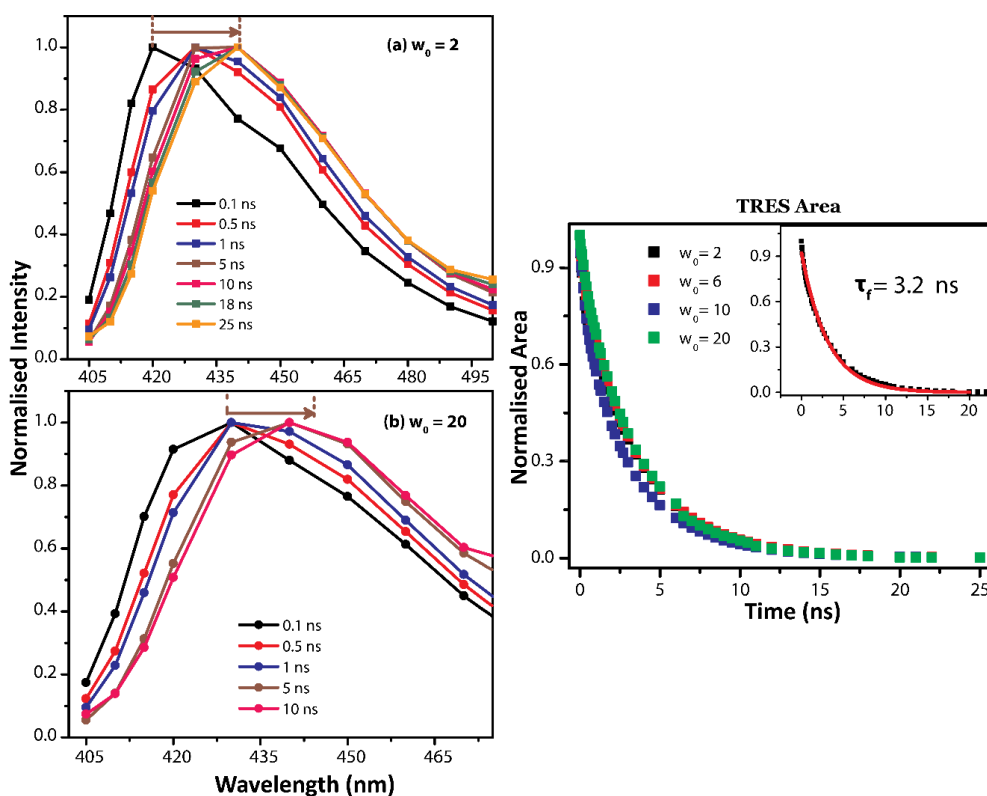 (a) w0 = 2
1.0
0.8
0.6
0.4
0.2
0.0
0.1 ns
0.5 ns
1 ns
5 ns
10 ns
18 ns
25 ns
405 420 435 450 465 480 495
Normalised Intensity
(b) w0 = 20
1.0
0.8
0.6
0.4
0.2
0.0
0.1 ns
0.5 ns
1 ns
5 ns
10 ns
405 420 435 450 465
Wavelength (nm)
TRES Area
Normalised Area
0.9
0.6
0.3
0.0
w0 = 2
w0 = 6
w0 = 10
w0 = 20
0.9
0.6
0.3
0.0
τf = 3.2 ns
0 5 10 15 20
0 5 10 15 20 25
Time (ns)